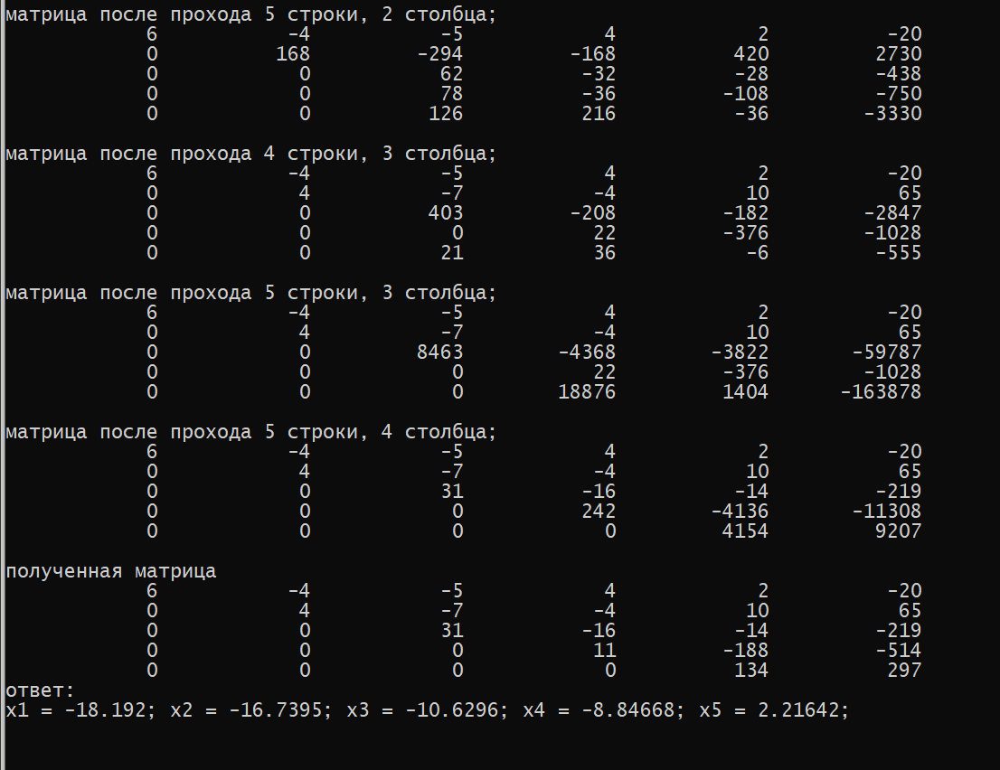 матрица после прохода 5 строки, 2 столбца;
6 -4 -5 4 2 -20
0 168 -294 -168 420 2730
0 0 62 -32 -28 -438
0 0 78 -36 -108 -750
0 0 126 216 -36 -3330
матрица после прохода 4 строки, 3 столбца;
6 -4 -5 4 2 -20
0 4 -7 -4 10 65
0 0 403 -208 -182 -2847
0 0 0 22 -376 -1028
0 0 21 36 -6 -555
матрица после прохода 5 строки, 3 столбца;
6 -4 -5 4 2 -20
0 4 -7 -4 10 65
0 0 8463 -4368 -3822 -59787
0 0 0 22 -376 -1028
0 0 0 18876 1404 -163878
матрица после прохода 5 строки, 4 столбца;
6 -4 -5 4 2 -20
0 4 -7 -4 10 65
0 0 31 -16 -14 -219
0 0 0 242 -4136 -11308
0 0 0 0 4154 9207
полученная матрица
6 -4 -5 4 2 -20
0 4 -7 -4 10 65
0 0 31 -16 -14 -219
0 0 0 11 -188 -514
0 0 0 0 134 297
ответ:
x1 = -18.192; x2 = -16.7395; x3 = -10.6296; x4 = -8.84668; x5 = 2.21642;